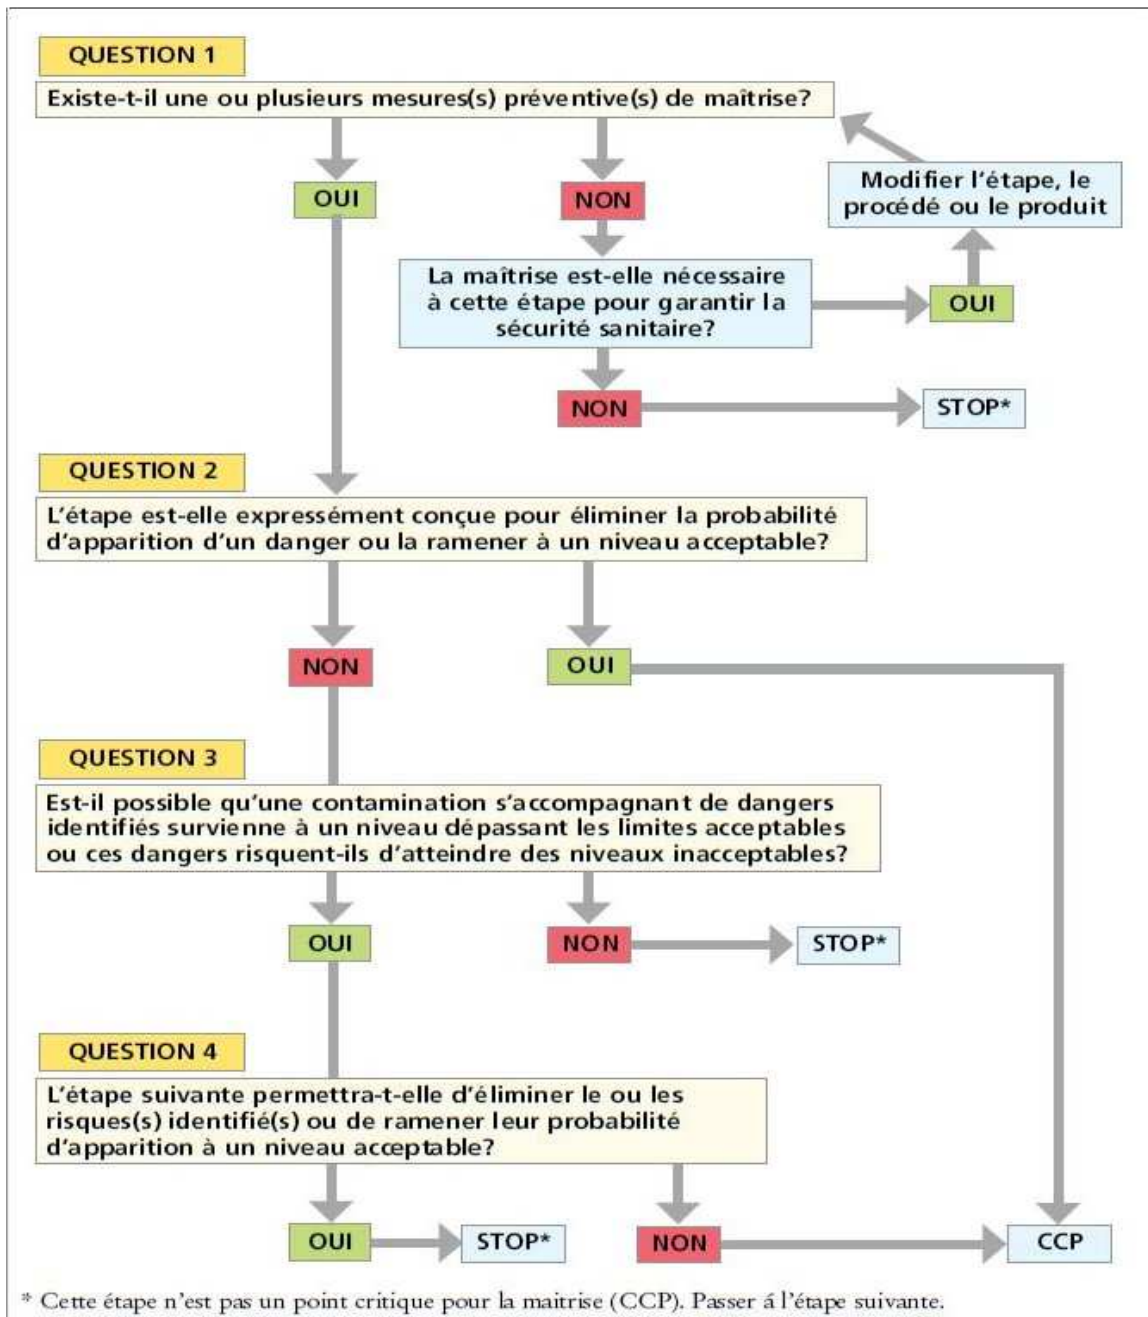 QUESTION 1
Existe-t-il une ou plusieurs mesures(s) préventive(s) de maîtrise?
OUI
NON
Modifier l'étape, le
procédé ou le produit
La maîtrise est-elle nécessaire
à cette étape pour garantir la
sécurité sanitaire?
OUI
NON
STOP*
QUESTION 2
L'étape est-elle expressément conçue pour éliminer la probabilité
d'apparition d'un danger ou la ramener à un niveau acceptable?
NON
OUI
QUESTION 3
Est-il possible qu'une contamination s'accompagnant de dangers
identifiés survienne à un niveau dépassant les limites acceptables
ou ces dangers risquent-ils d'atteindre des niveaux inacceptables?
OUI
NON
STOP*
QUESTION 4
L'étape suivante permettra-t-elle d'éliminer le ou les
risques(s) identifié(s) ou de ramener leur probabilité
d'apparition à un niveau acceptable?
OUI
STOP*
NON
CCP
* Cette étape n'est pas un point critique pour la maitrise (CCP). Passer á l'étape suivante.